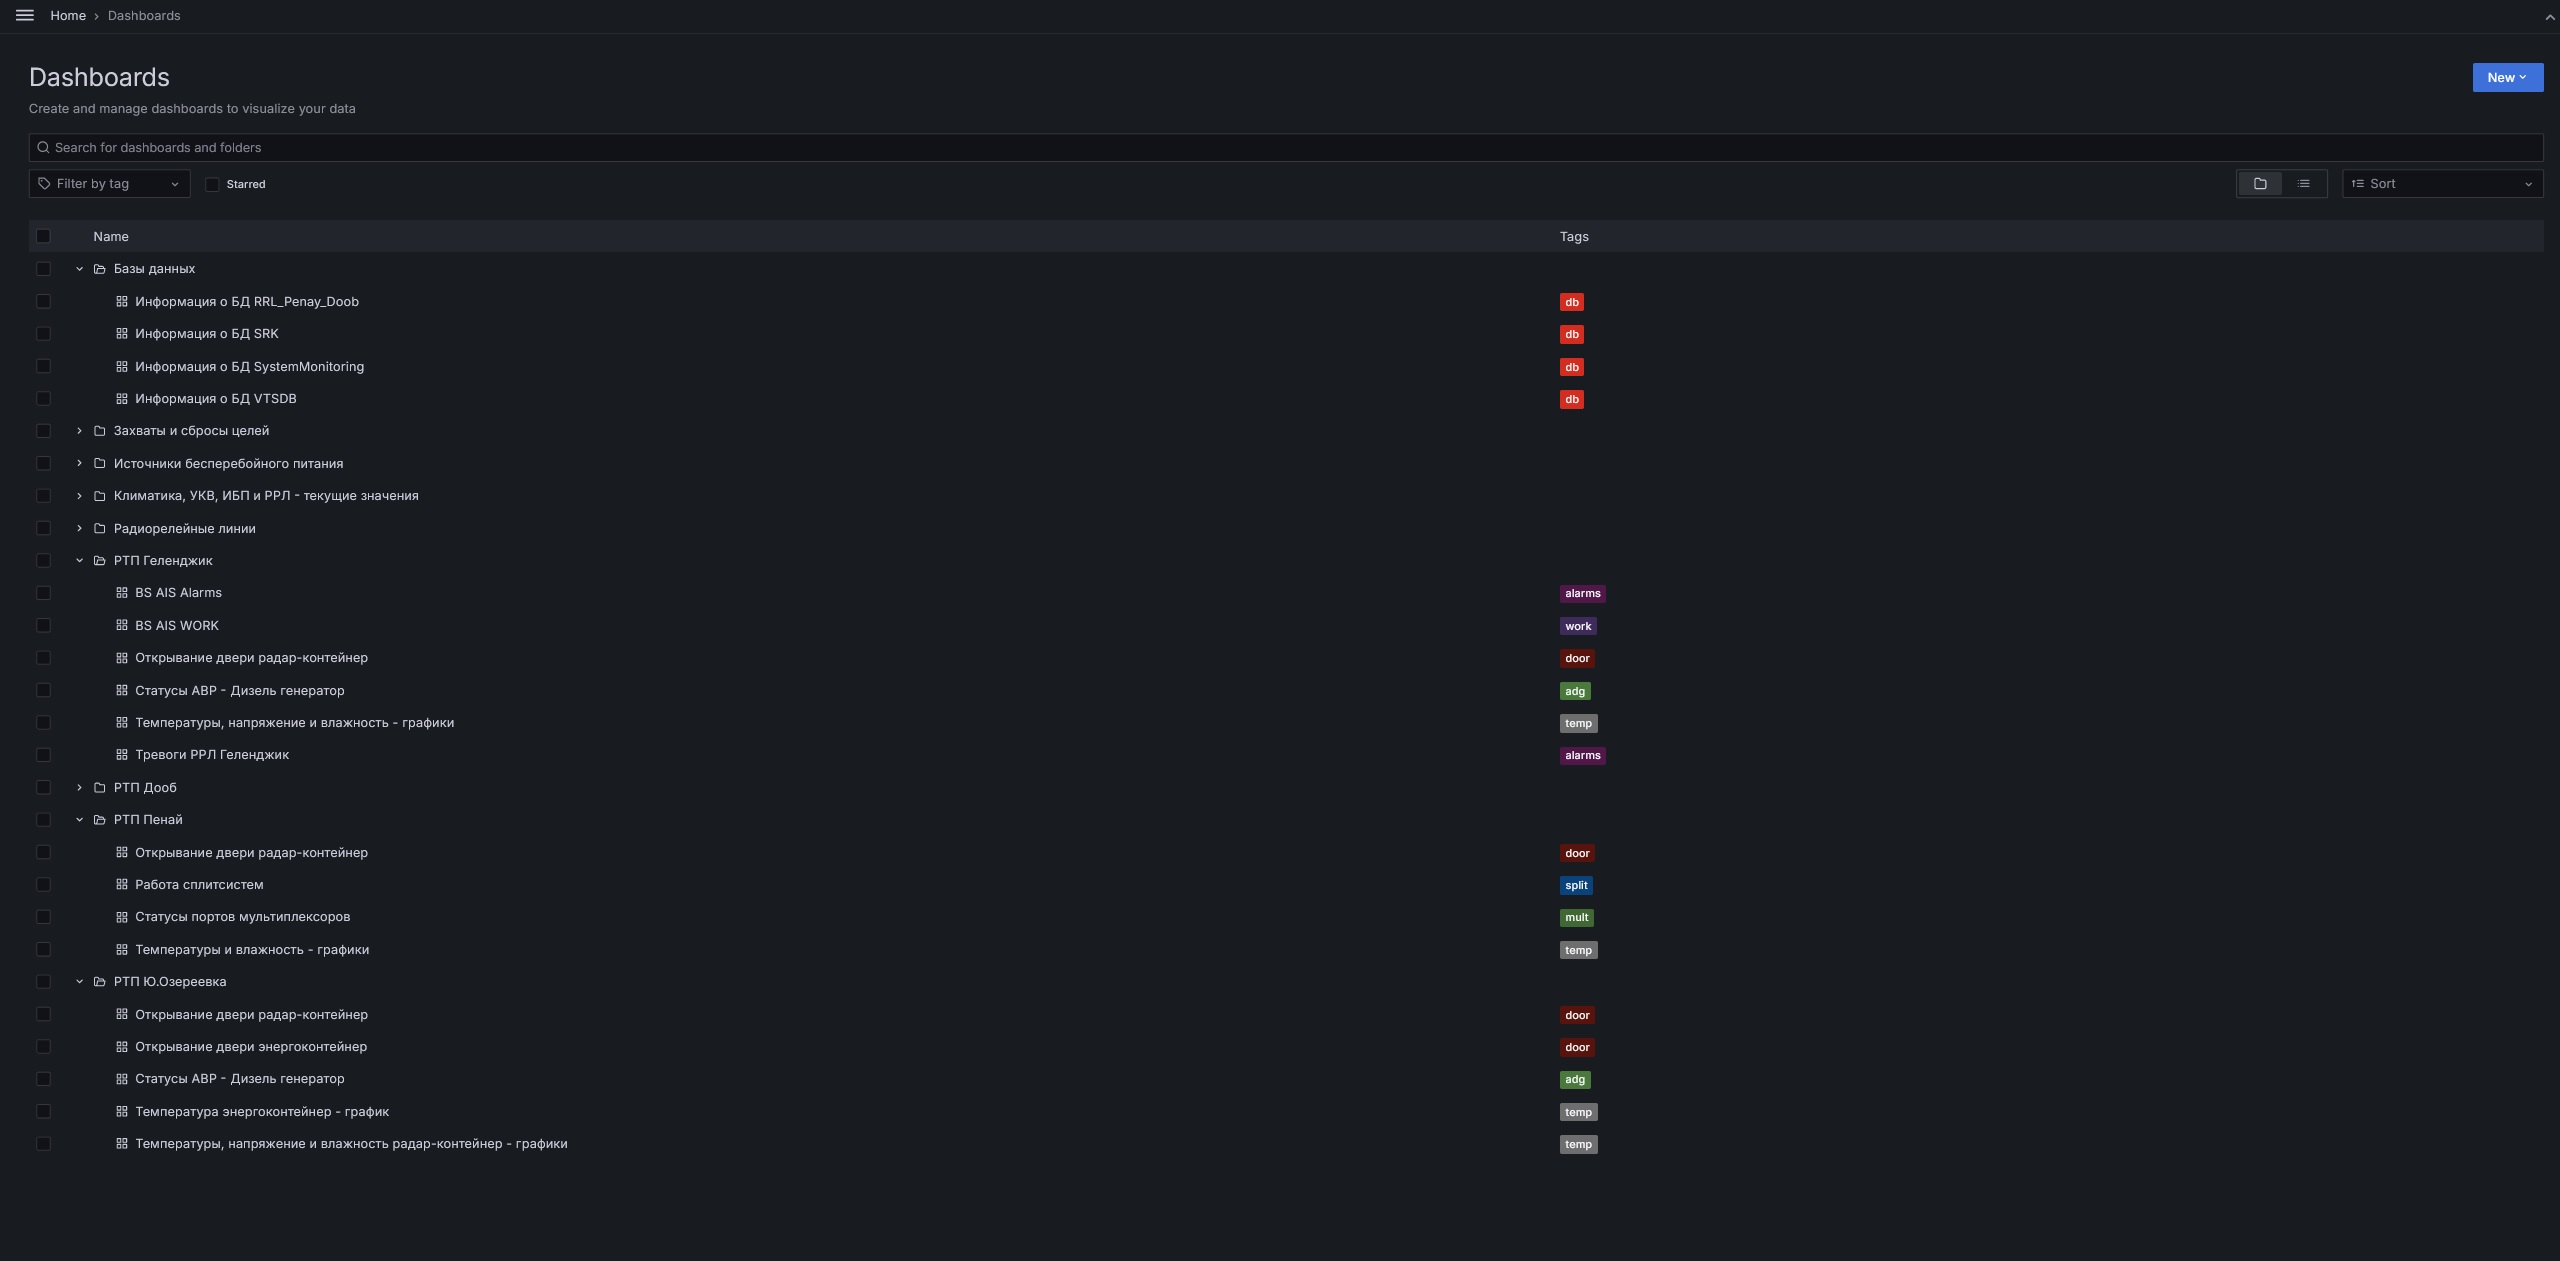 Home › Dashboards
Dashboards
New
Create and manage dashboards to visualize your data
Search for dashboards and folders
Filter by tag Starred Sort
Name Tags
Базы данных
Информация о БД RRL_Penay_Doob db
Информация о БД SRK db
Информация о БД SystemMonitoring db
Информация о БД VTSDB db
Захваты и сбросы целей
Источники бесперебойного питания
Климатика, УКВ, ИБП и РРЛ - текущие значения
Радиорелейные линии
РТП Геленджик
BS AIS Alarms alarms
BS AIS WORK work
Открывание двери радар-контейнер door
Статусы АВР - Дизель генератор adg
Температуры, напряжение и влажность - графики temp
Тревоги РРЛ Геленджик alarms
РТП Дооб
РТП Пенай
Открывание двери радар-контейнер door
Работа сплитсистем split
Статусы портов мультиплексоров mult
Температуры и влажность - графики temp
РТП Ю.Озереевка
Открывание двери радар-контейнер door
Открывание двери энергоконтейнер door
Статусы АВР - Дизель генератор adg
Температура энергоконтейнер - график temp
Температуры, напряжение и влажность радар-контейнер - графики temp